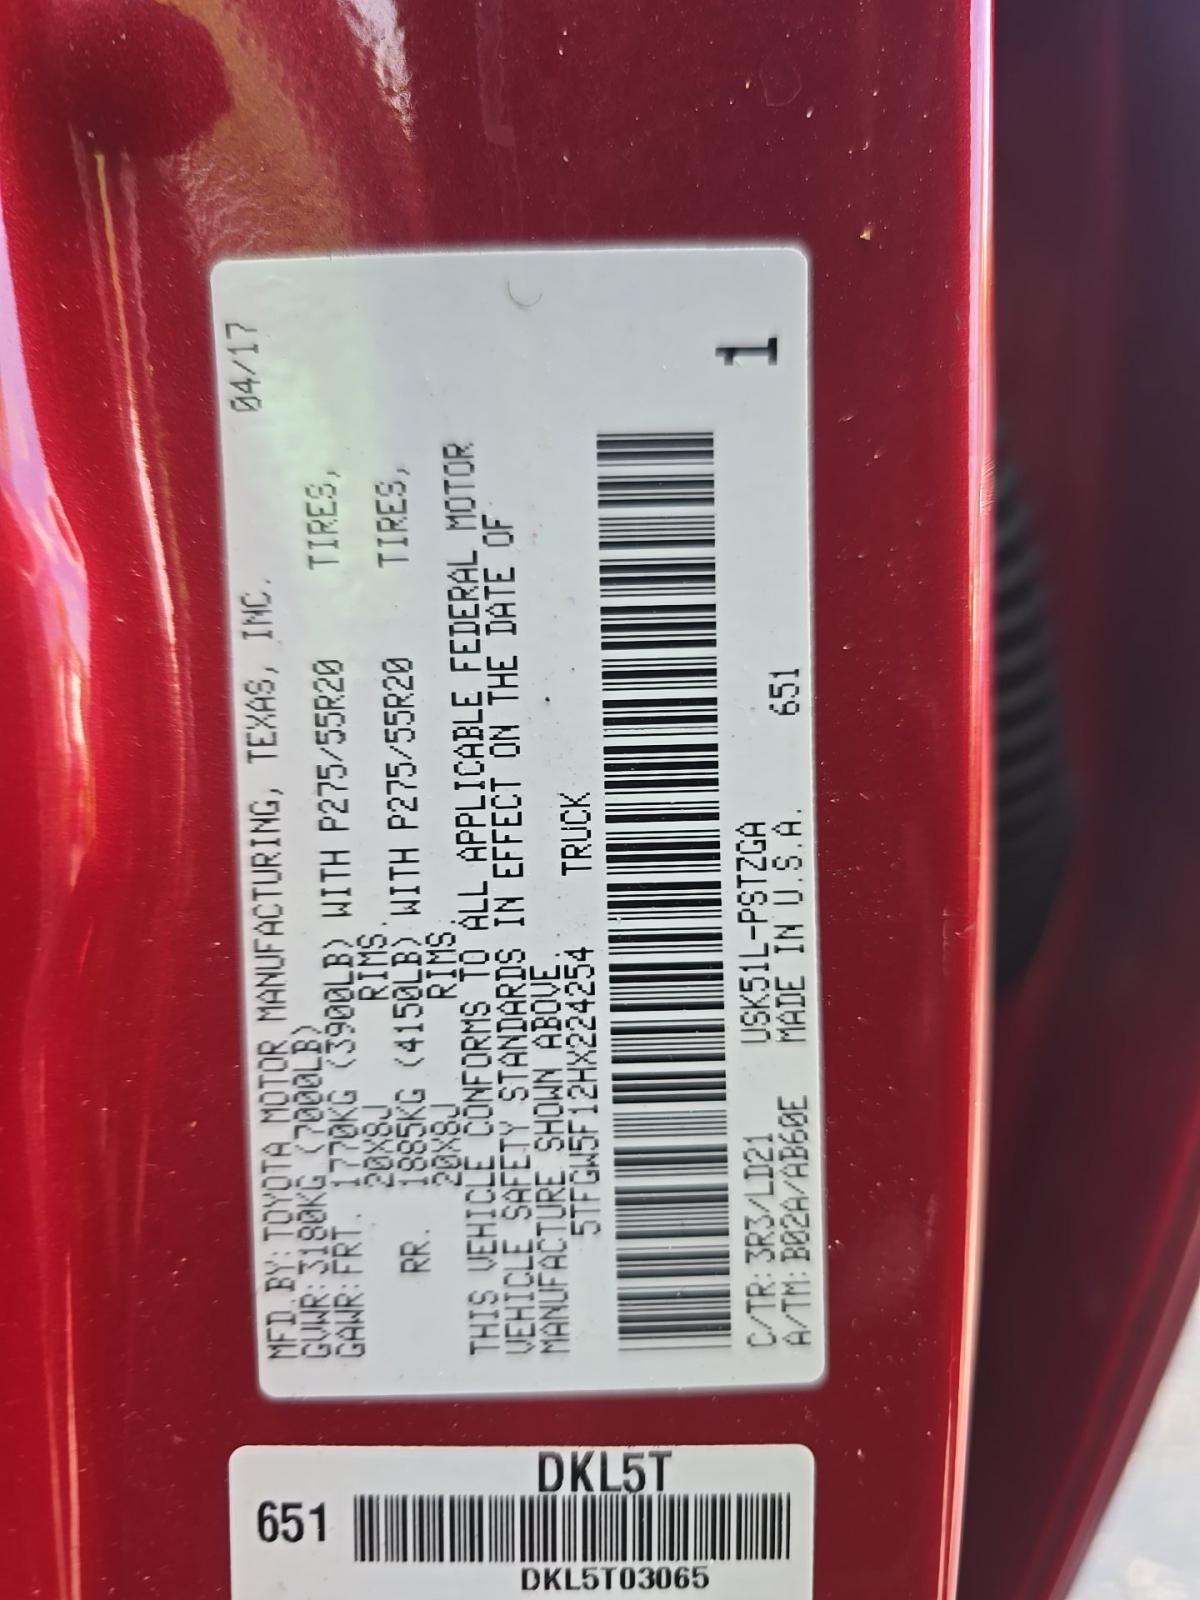 MFD.BY:TOYOTA MOTOR MANUFACTURING, TEXAS, INC. 04/17
GVWR:3180KG (7000LB)
GAWR:FRT. 1770KG (3900LB) WITH P275/55R20 TIRES,
20X8J RIMS.
RR. 1885KG (4150LB) WITH P275/55R20 TIRES,
20X8J RIMS.
THIS VEHICLE CONFORMS TO ALL APPLICABLE FEDERAL MOTOR
VEHICLE SAFETY STANDARDS IN EFFECT ON THE DATE OF
MANUFACTURE SHOWN ABOVE.
5TFGW5F12HX224254 TRUCK
1
C/TR:3R3/LD21 USK51L-PSTZGA
A/TM:B02A/AB60E MADE IN U.S.A. 651
DKL5T
651
DKL5T03065